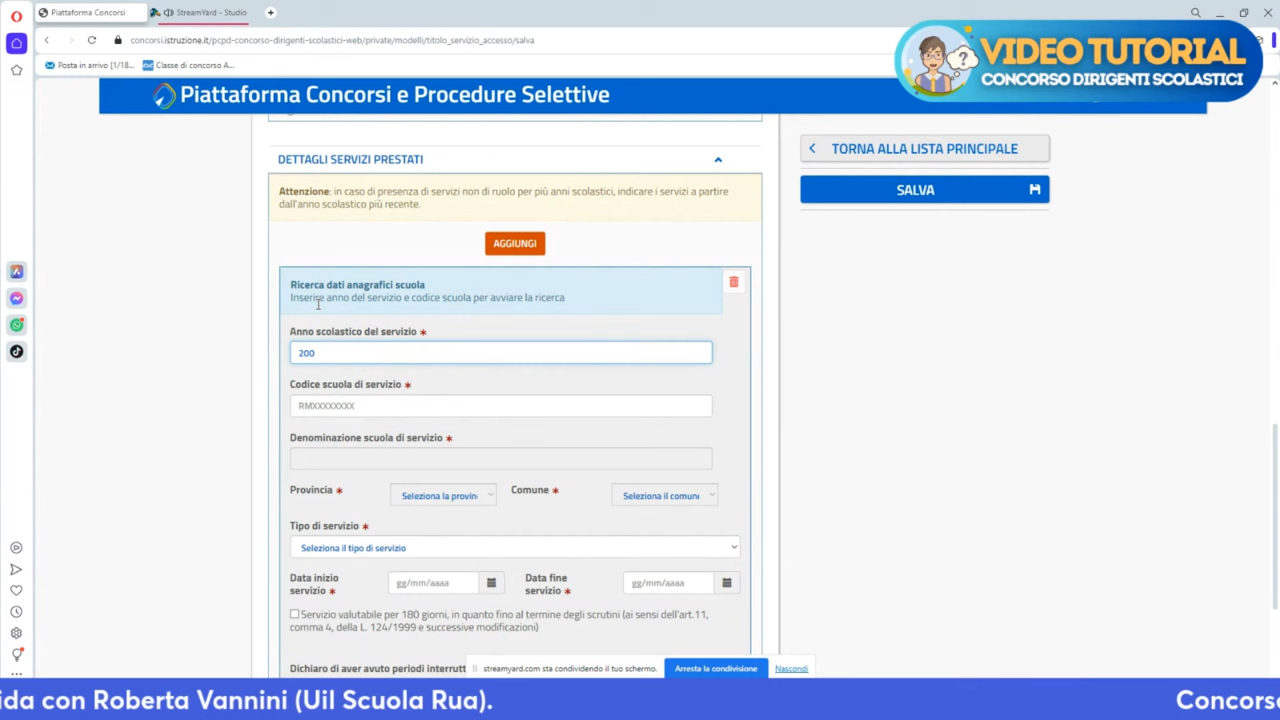 Piattaforma Concorsi
StreamYard - Studio
concorsi.istruzione.it/pcpd-concorso-dirigenti-scolastici-web/private/modelli/titolo_servizio_accesso/salva
Posta in arrivo [1/18...
Classe di concorso A...
VIDEO TUTORIAL
CONCORSO DIRIGENTI SCOLASTICI
Piattaforma Concorsi e Procedure Selettive
TORNA ALLA LISTA PRINCIPALE
DETTAGLI SERVIZI PRESTATI
SALVA
Attenzione: in caso di presenza di servizi non di ruolo per più anni scolastici, indicare i servizi a partire
dall'anno scolastico più recente.
AGGIUNGI
Ricerca dati anagrafici scuola
Inserire anno del servizio e codice scuola per avviare la ricerca
Anno scolastico del servizio *
200
Codice scuola di servizio *
RMXXXXXXXX
Denominazione scuola di servizio *
Provincia * Seleziona la provin Comune * Seleziona il comun
Tipo di servizio *
Seleziona il tipo di servizio
Data inizio servizio * gg/mm/aaaa Data fine servizio * gg/mm/aaaa
Servizio valutabile per 180 giorni, in quanto fino al termine degli scrutini (ai sensi dell'art.11,
comma 4, della L. 124/1999 e successive modificazioni)
Dichiaro di aver avuto periodi interrutt
streamyard.com sta condividendo il tuo schermo. Arresta la condivisione Nascondi
ida con Roberta Vannini (Uil Scuola Rua). Concorso